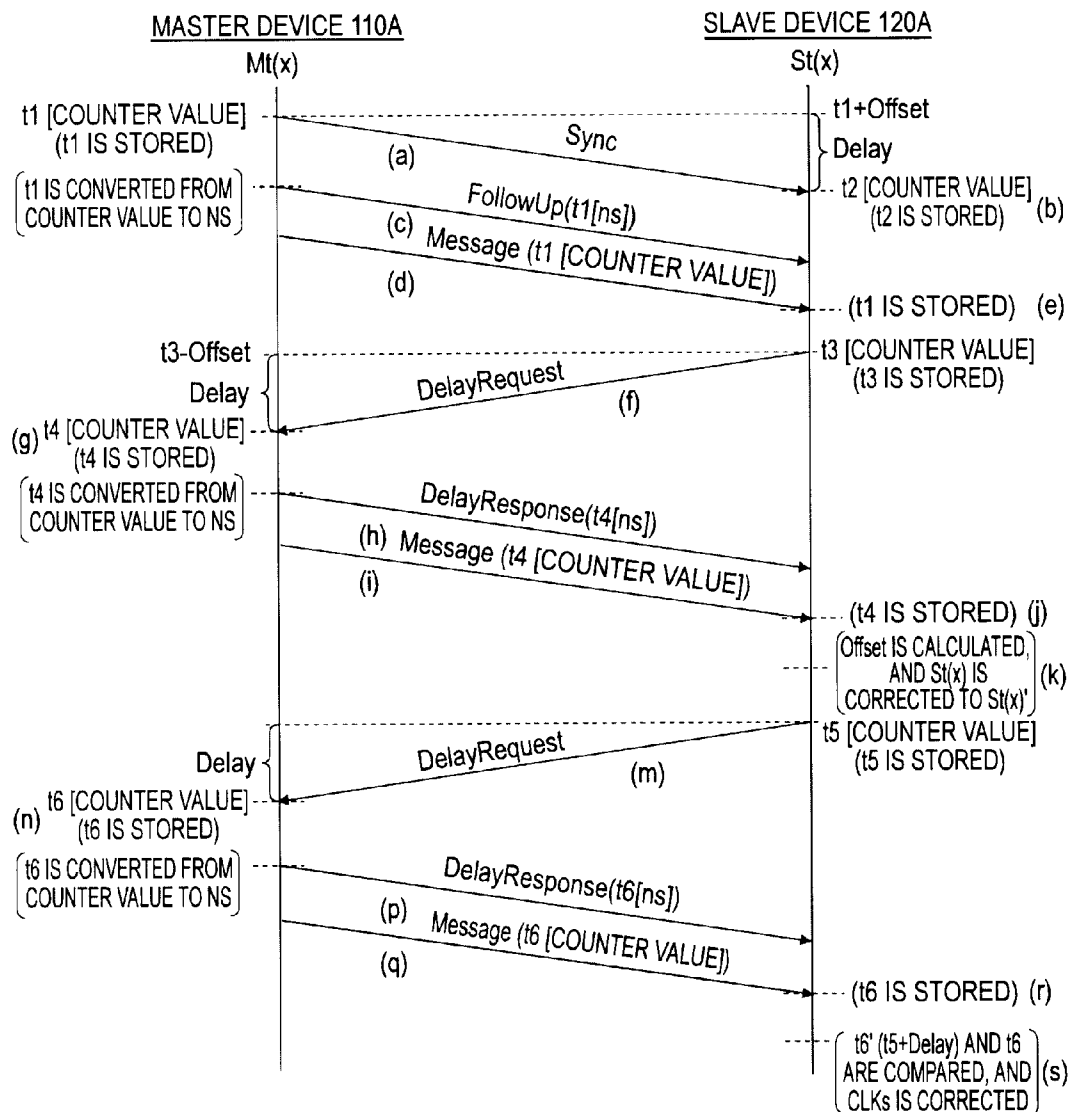 MASTER DEVICE 110A
SLAVE DEVICE 120A
Mt(x)
St(x)
t1 [COUNTER VALUE]
(t1 IS STORED)
t1+Offset
Sync
Delay
(a)
t1 IS CONVERTED FROM
COUNTER VALUE TO NS
t2 [COUNTER VALUE]
(t2 IS STORED)
(b)
FollowUp(t1[ns])
(c)
Message (t1 [COUNTER VALUE])
(d)
(t1 IS STORED) (e)
t3-Offset
Delay
t3 [COUNTER VALUE]
(t3 IS STORED)
DelayRequest
(f)
(g) t4 [COUNTER VALUE]
(t4 IS STORED)
t4 IS CONVERTED FROM
COUNTER VALUE TO NS
DelayResponse(t4[ns])
(h) Message (t4 [COUNTER VALUE])
(i)
(t4 IS STORED) (j)
Offset IS CALCULATED,
AND St(x) IS
CORRECTED TO St(x)'
(k)
t5 [COUNTER VALUE]
(t5 IS STORED)
Delay
DelayRequest
(m)
(n) t6 [COUNTER VALUE]
(t6 IS STORED)
t6 IS CONVERTED FROM
COUNTER VALUE TO NS
DelayResponse(t6[ns])
(p)
Message (t6 [COUNTER VALUE])
(q)
(t6 IS STORED) (r)
t6' (t5+Delay) AND t6
ARE COMPARED, AND
CLKs IS CORRECTED
(s)